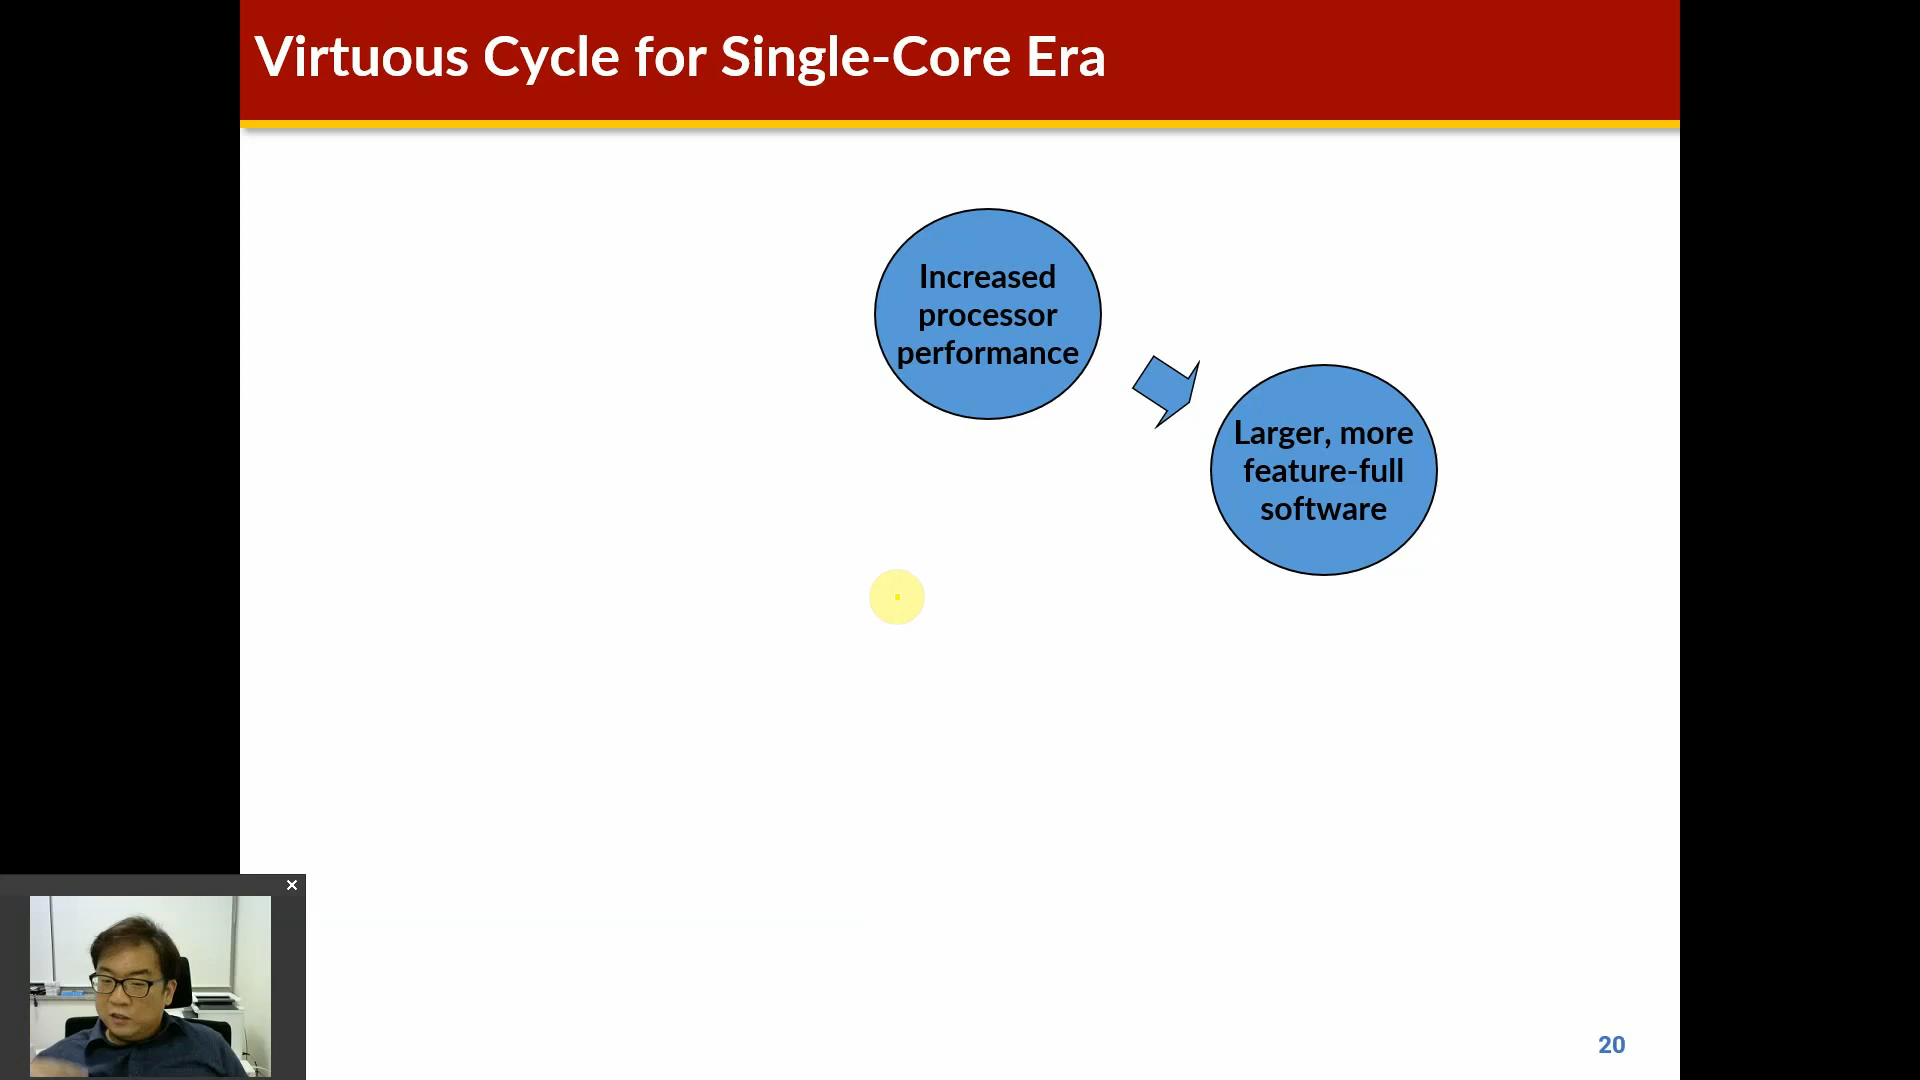 Virtuous Cycle for Single-Core Era
Increased
processor
performance
Larger, more
feature-full
software
20